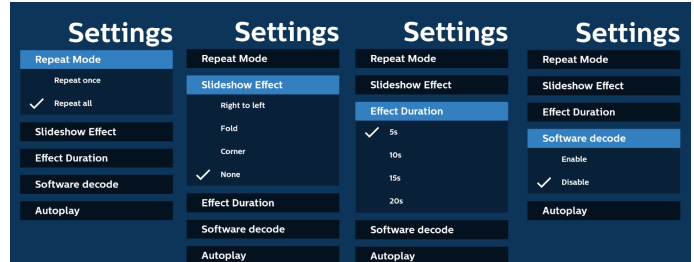 Settings
Repeat Mode
Repeat once
Repeat all
Slideshow Effect
Effect Duration
Software decode
Autoplay
Settings
Repeat Mode
Slideshow Effect
Right to left
Fold
Corner
None
Effect Duration
Software decode
Autoplay
Settings
Repeat Mode
Slideshow Effect
Effect Duration
5s
10s
15s
20s
Software decode
Autoplay
Settings
Repeat Mode
Slideshow Effect
Effect Duration
Software decode
Enable
Disable
Autoplay